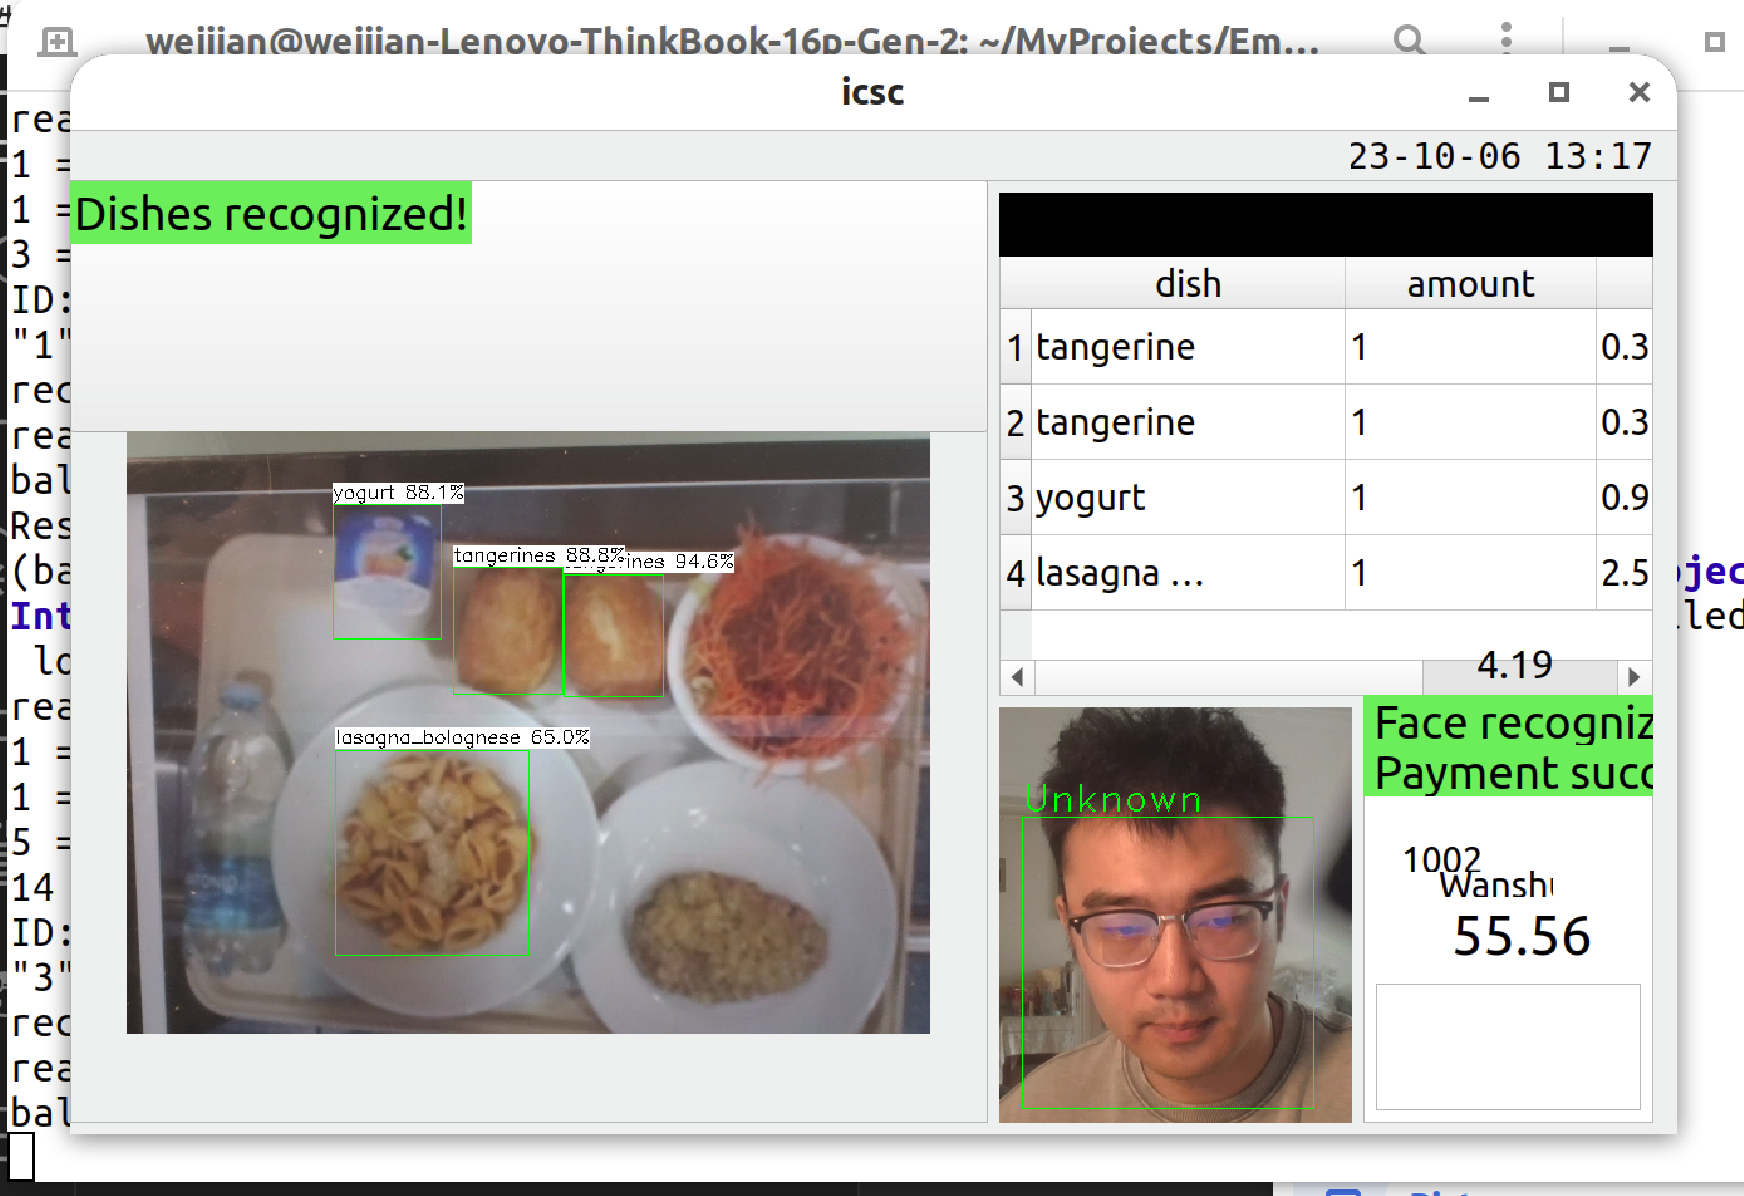 weijian@weijian-Lenovo-ThinkBook-16p-Gen-2: ~/MyProjects/Em...
icsc
23-10-06 13:17
Dishes recognized!
dish amount
1 tangerine 1 0.3
2 tangerine 1 0.3
3 yogurt 1 0.9
4 lasagna ... 1 2.5
4.19
yogurt 88.1%
tangerines 88.8%
ines 94.6%
lasagna_bolognese 65.0%
Unknown
Face recogniz
Payment succ
1002
Wansh
55.56
rea
1 =
1 =
3 =
ID:
"1"
rec
rea
bal
Res
(ba
Int
lo
rea
1 =
1 =
5 =
14
ID:
"3"
rec
rea
bal
ojec
lled